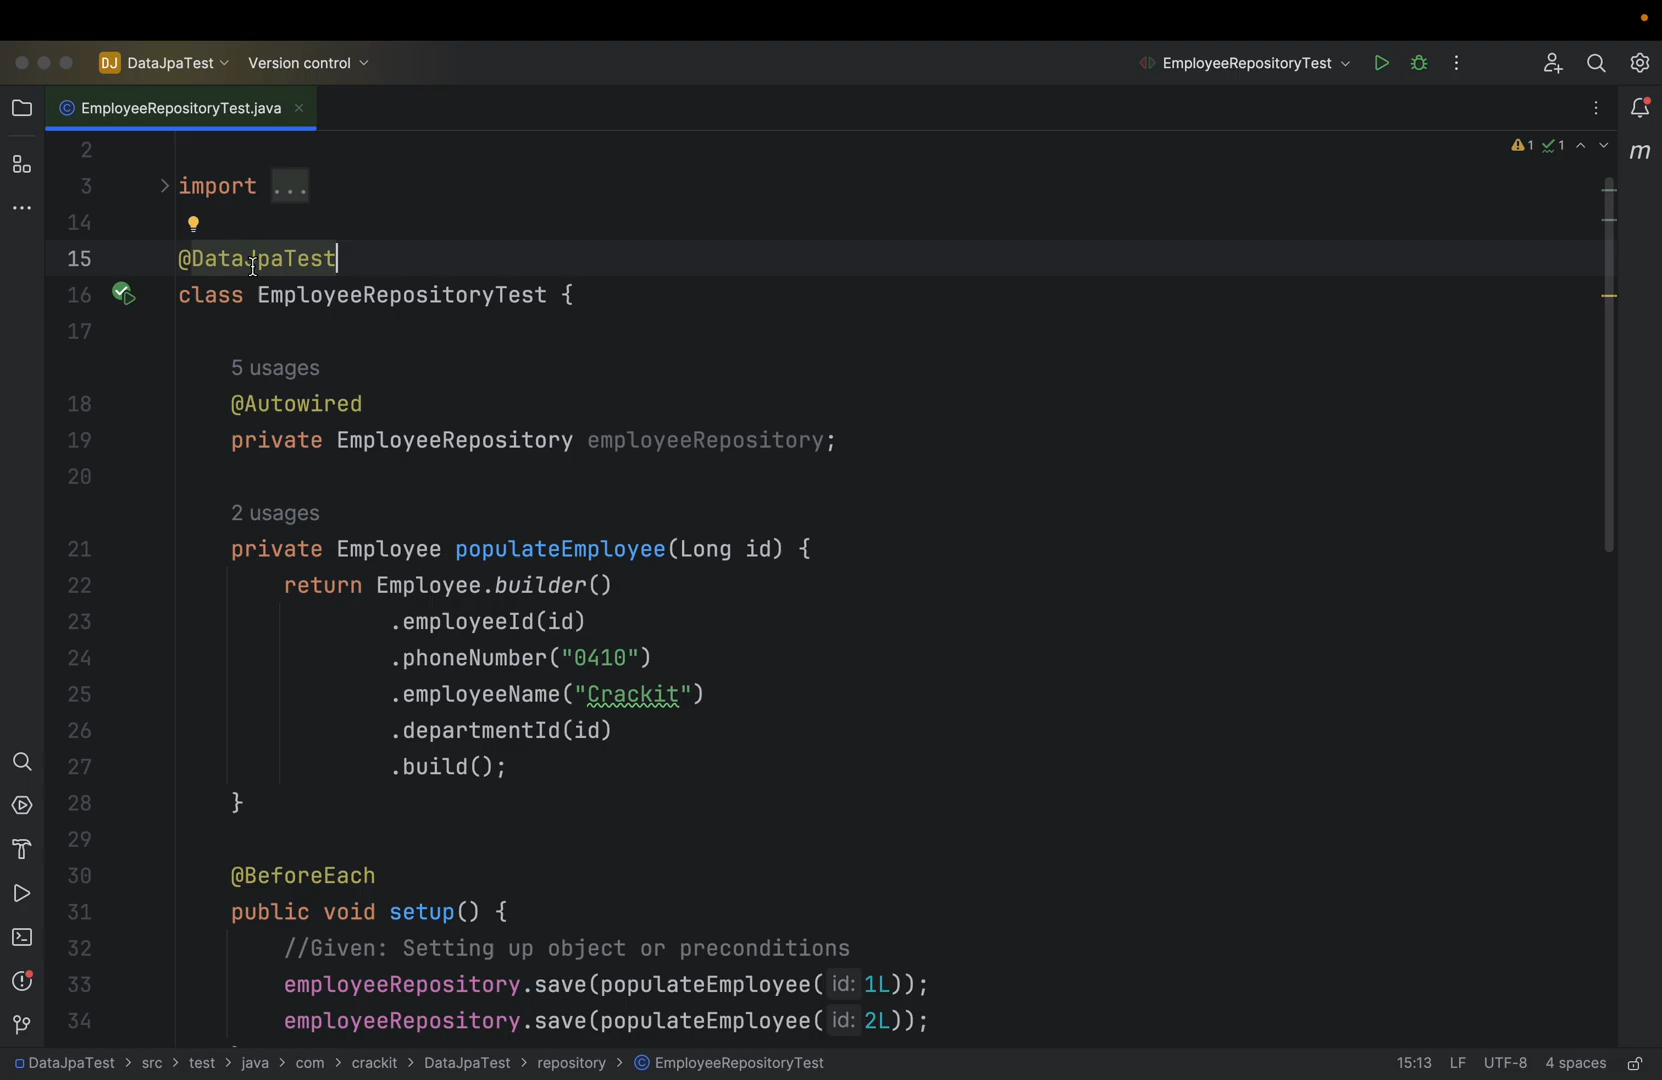 DJ DataJpaTest Version control EmployeeRepositoryTest
EmployeeRepositoryTest.java
1 1
m
2
3 import ...
14
15 @DataJpaTest
16 class EmployeeRepositoryTest {
17
5 usages
18 @Autowired
19 private EmployeeRepository employeeRepository;
20
2 usages
21 private Employee populateEmployee(Long id) {
22 return Employee.builder()
23 .employeeId(id)
24 .phoneNumber("0410")
25 .employeeName("Crackit")
26 .departmentId(id)
27 .build();
28 }
29
30 @BeforeEach
31 public void setup() {
32 //Given: Setting up object or preconditions
33 employeeRepository.save(populateEmployee( id: 1L));
34 employeeRepository.save(populateEmployee( id: 2L));
DataJpaTest > src > test > java > com > crackit > DataJpaTest > repository > EmployeeRepositoryTest 15:13 LF UTF-8 4 spaces